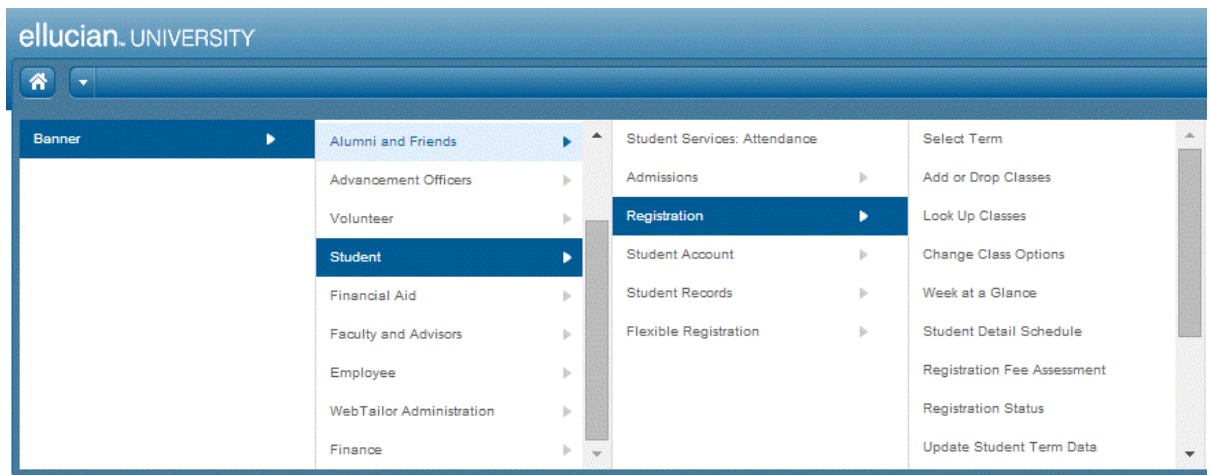 ellucian™ UNIVERSITY
Banner
Alumni and Friends
Advancement Officers
Volunteer
Student
Financial Aid
Faculty and Advisors
Employee
WebTailor Administration
Finance
Student Services: Attendance
Admissions
Registration
Student Account
Student Records
Flexible Registration
Select Term
Add or Drop Classes
Look Up Classes
Change Class Options
Week at a Glance
Student Detail Schedule
Registration Fee Assessment
Registration Status
Update Student Term Data